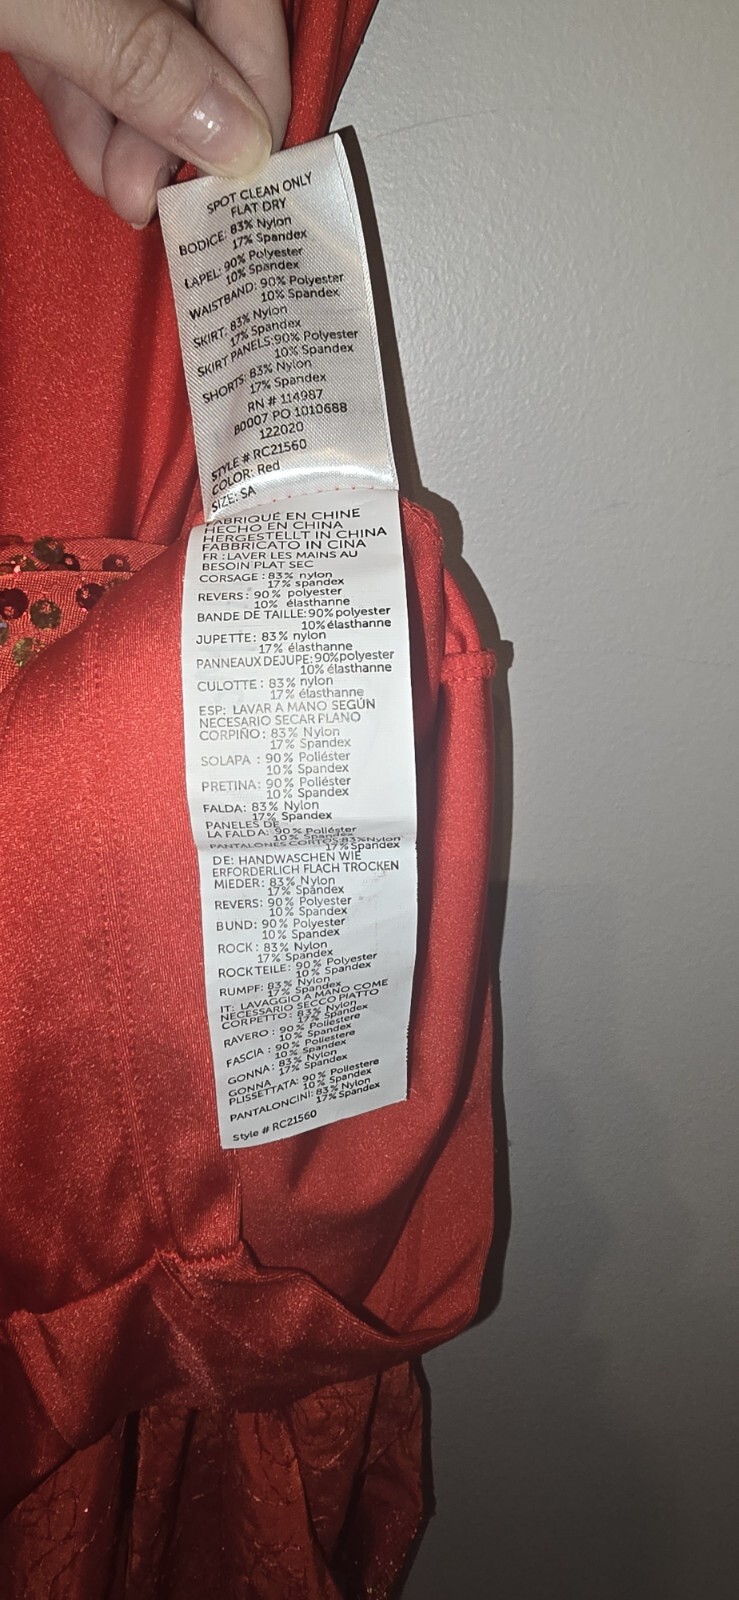 SPOT CLEAN ONLY
FLAT DRY
BODICE: 83% Nylon
17% Spandex
LAPEL: 90% Polyester
10% Spandex
WAISTBAND: 90% Polyester
10% Spandex
SKIRT: 83% Nylon
17% Spandex
SKIRT PANELS:90% Polyester
10% Spandex
SHORTS: 83% Nylon
17% Spandex
RN # 114987
80007 PO 1010688
122020
STYLE # RC21560
COLOR: Red
SIZE: SA
FABRIQUÉ EN CHINE
HECHO EN CHINA
HERGESTELLT IN CHINA
FABBRICATO IN CINA
FR :LAVER LES MAINS AU
BESOIN PLAT SEC
CORSAGE : 83% nylon
17% spandex
REVERS: 90% polyester
10% élasthanne
BANDE DE TAILLE:90%polyester
10%élasthanne
JUPETTE: 83% nylon
17% élasthanne
PANNEAUX DEJUPE:90%polyester
10% élasthanne
CULOTTE : 83% nylon
17% élasthanne
ESP: LAVAR A MANO SEGÚN
NECESARIO SECAR PLANO
CORPIÑO: 83% Nylon
17% Spandex
SOLAPA : 90% Poliéster
10% Spandex
PRETINA: 90% Poliéster
10% Spandex
FALDA: 83% Nylon
17% Spandex
PANELES DE
LA FALDA: 90% Poliéster
10% Spandex
PANTALONES CORTOS:83%Nylon
17%Spandex
DE: HANDWASCHEN WIE
ERFORDERLICH FLACH TROCKEN
MIEDER: 83% Nylon
17% Spandex
REVERS: 90% Polyester
10% Spandex
BUND: 90% Polyester
10% Spandex
ROCK: 83% Nylon
17% Spandex
ROCKTEILE: 90% Polyester
10% Spandex
RUMPF: 83% Nylon
17% Spandex
IT: LAVAGGIO A MANO COME
NECESSARIO SECCO PIATTO
CORPETTO: 83% Nylon
17% Spandex
RAVERO : 90% Poliestere
10% Spandex
FASCIA : 90% Poliestere
10% Spandex
GONNA: 83% Nylon
17% Spandex
GONNA
PLISSETTATA: 90% Poliestere
10% Spandex
PANTALONCINI: 83% Nylon
17% Spandex
Style # RC21560